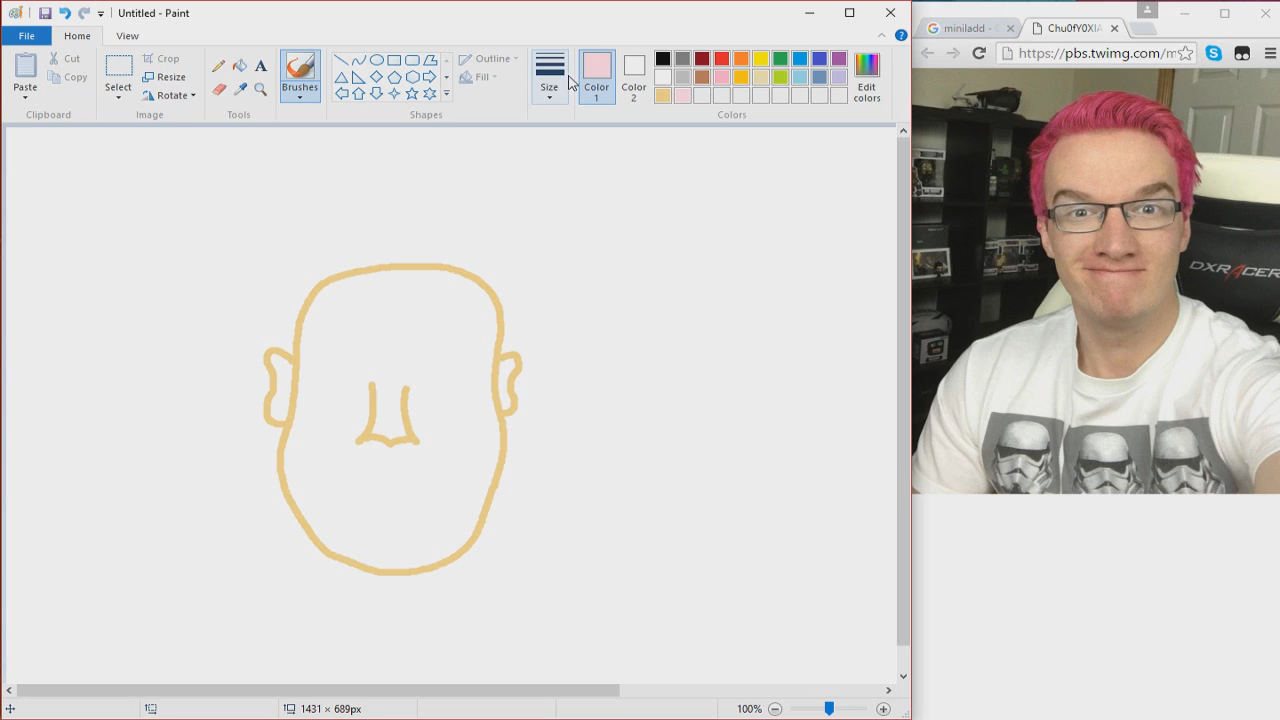 Untitled - Paint
File
Home
View
Paste
Cut
Copy
Clipboard
Select
Crop
Resize
Rotate
Image
A
Tools
Brushes
Outline
Fill
Shapes
Size
Color
1
Color
2
Edit
colors
Colors
1431 × 689px
100%
miniladd -
Chu0fY0XIA
https://pbs.twimg.com/m
DXRACER